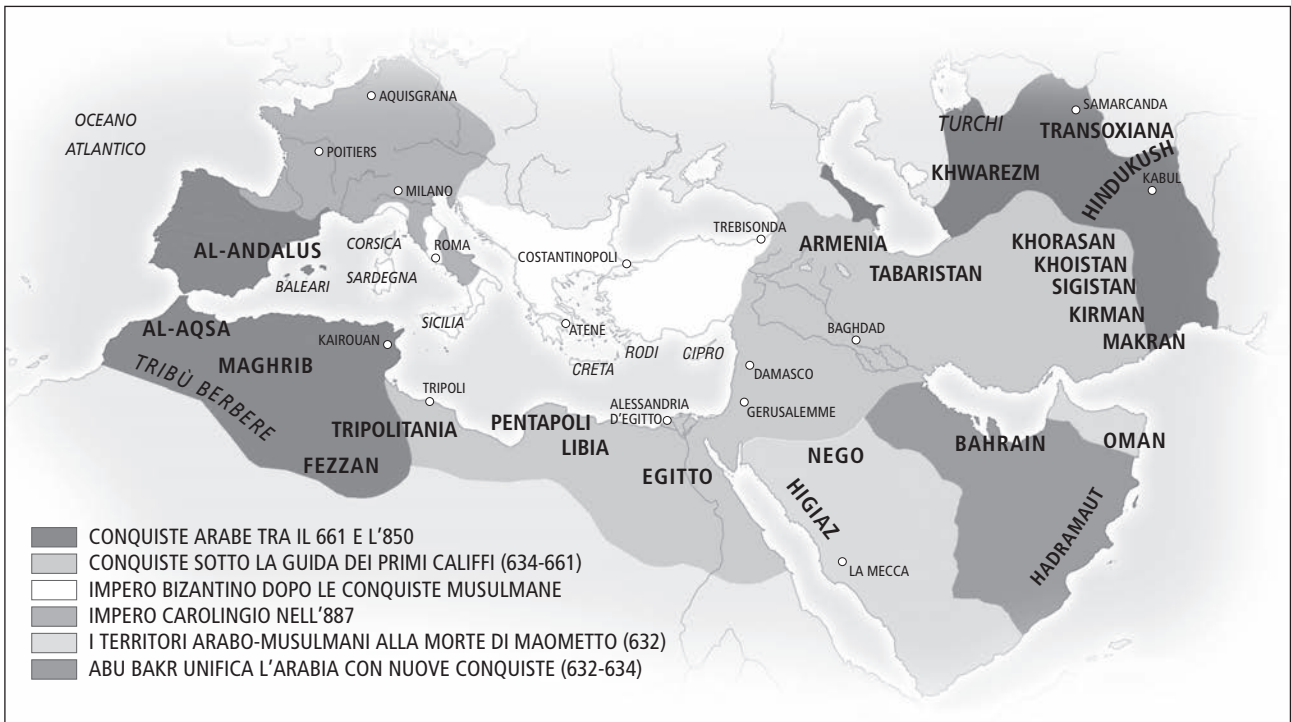 OCEANO
ATLANTICO
AQUISGRANA
POITIERS
MILANO
AL-ANDALUS
CORSICA
ROMA
SARDEGNA
BALEARI
SICILIA
AL-AQSA
MAGHRIB
KAIROUAN
TRIBÙ BERBERE
TRIPOLI
TRIPOLITANIA
FEZZAN
COSTANTINOPOLI
TREBISONDA
ATENE
RODI
CIPRO
CRETA
PENTAPOLI
LIBIA
ALESSANDRIA
D'EGITTO
EGITTO
TURCHI
SAMARCANDA
TRANSOXIANA
KHWAREZM
HINDUKUSH
KABUL
ARMENIA
TABARISTAN
KHORASAN
KHOISTAN
SIGISTAN
KIRMAN
MAKRAN
BAGHDAD
DAMASCO
GERUSALEMME
NEGO
HIGIAZ
LA MECCA
BAHRAIN
OMAN
HADRAMAUT
CONQUISTE ARABE TRA IL 661 E L'850
CONQUISTE SOTTO LA GUIDA DEI PRIMI CALIFFI (634-661)
IMPERO BIZANTINO DOPO LE CONQUISTE MUSULMANE
IMPERO CAROLINGIO NELL'887
I TERRITORI ARABO-MUSULMANI ALLA MORTE DI MAOMETTO (632)
ABU BAKR UNIFICA L'ARABIA CON NUOVE CONQUISTE (632-634)